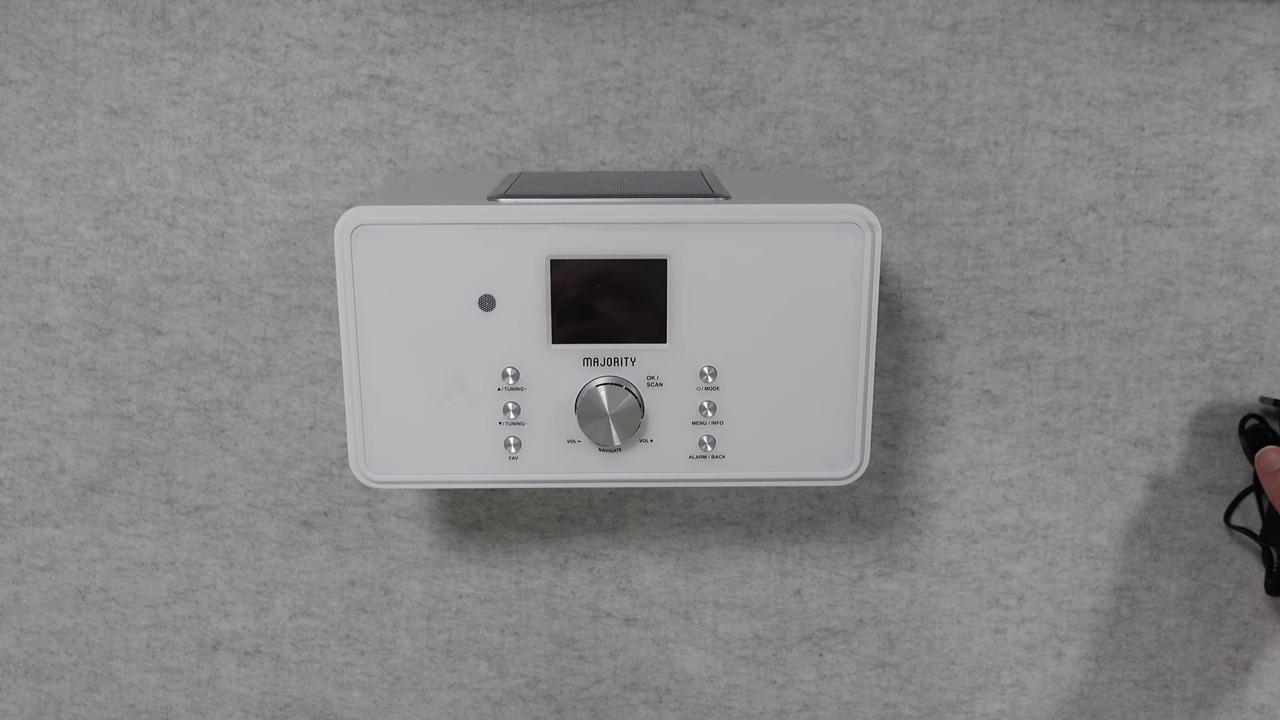 MAJORITY
OK /
SCAN
▲/ TUNING+
⏻/ MODE
▼/ TUNING-
MENU / INFO
VOL−
VOL+
NAVIGATE
FAV
ALARM / BACK